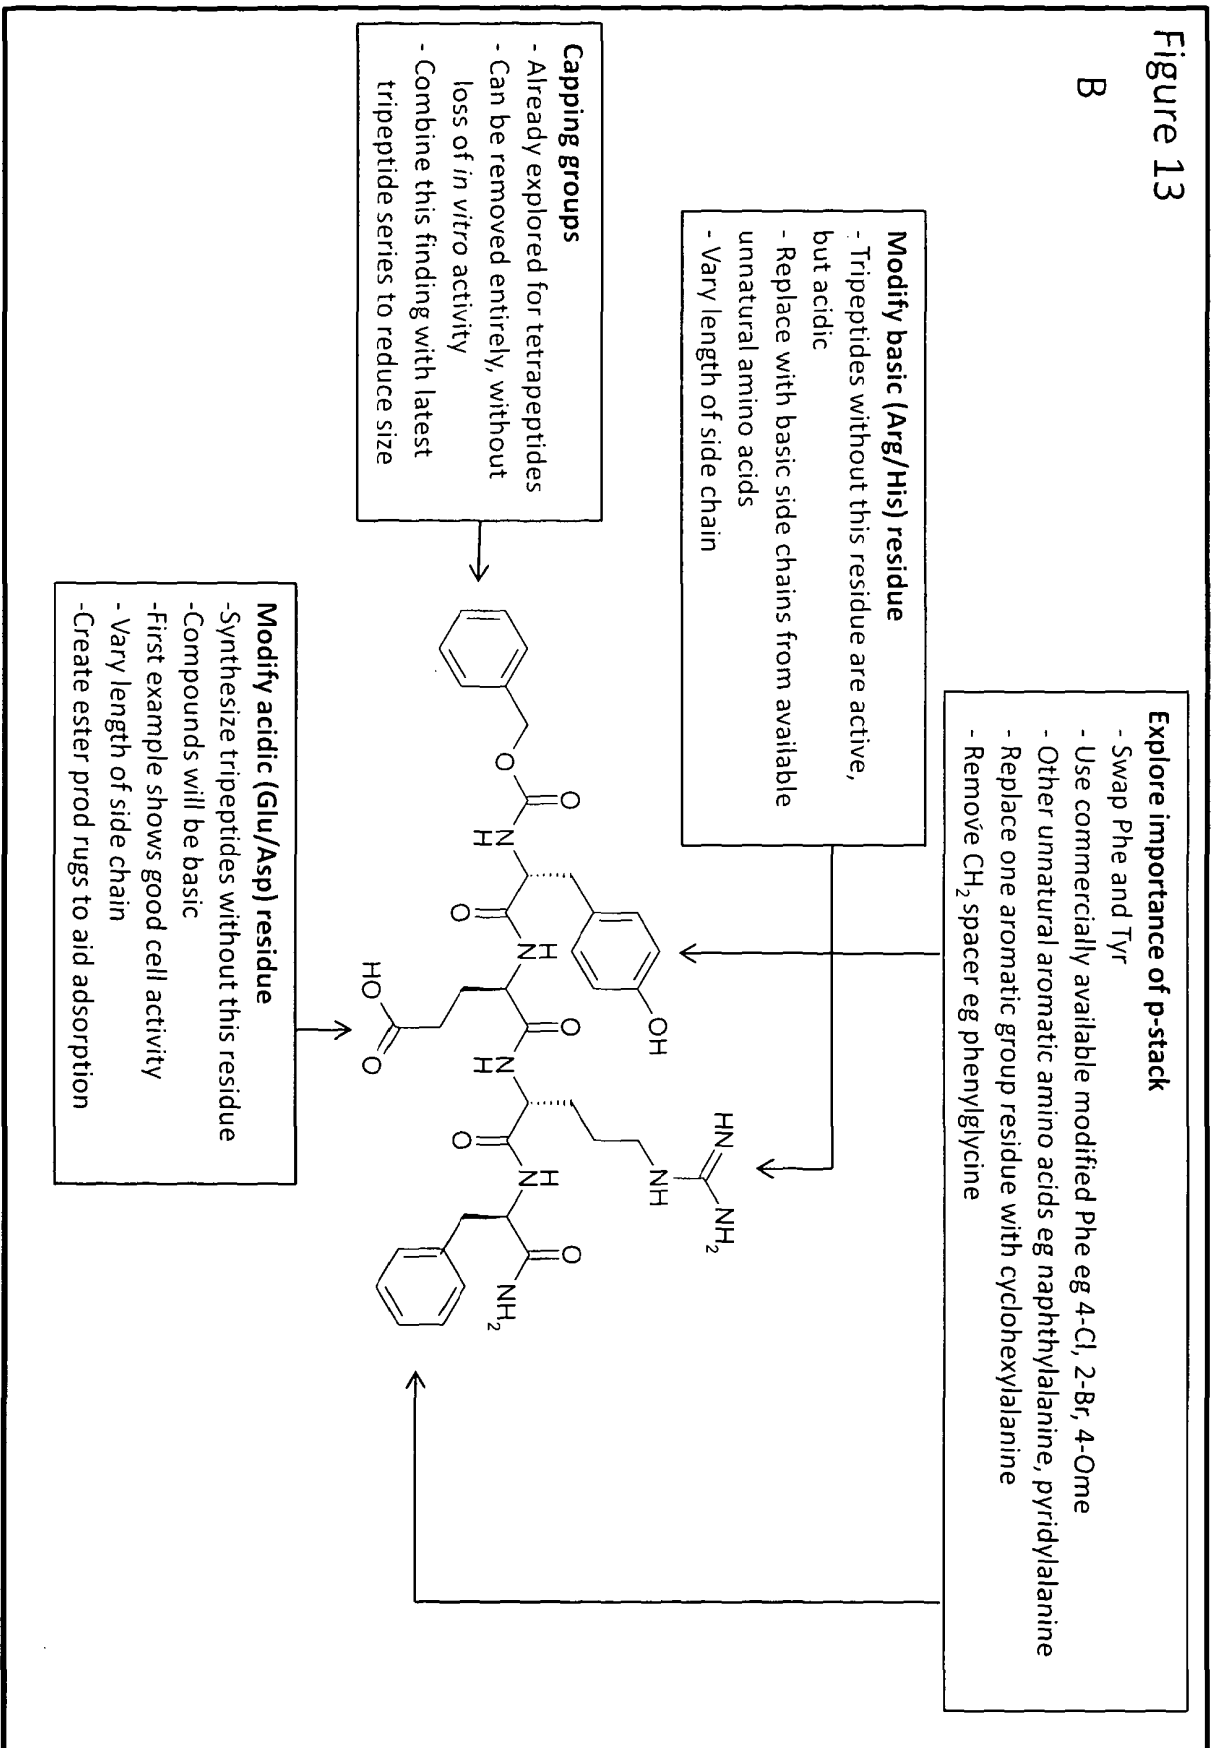 Figure 13
B
Explore importance of p-stack
- Swap Phe and Tyr
- Use commercially available modified Phe eg 4-Cl, 2-Br, 4-Ome
- Other unnatural aromatic amino acids eg naphthylalanine, pyridylalanine
- Replace one aromatic group residue with cyclohexylalanine
- Remove CH2 spacer eg phenylglycine
Modify basic (Arg/His) residue
- Tripeptides without this residue are active,
but acidic
- Replace with basic side chains from available
unnatural amino acids
- Vary length of side chain
Capping groups
- Already explored for tetrapeptides
- Can be removed entirely, without
loss of in vitro activity
- Combine this finding with latest
tripeptide series to reduce size
OH
HN
NH2
NH
O
O
N
H
O
H
N
O
N
H
O
H
N
O
NH2
O
HO
O
Modify acidic (Glu/Asp) residue
-Synthesize tripeptides without this residue
-Compounds will be basic
-First example shows good cell activity
- Vary length of side chain
-Create ester prod rugs to aid adsorption